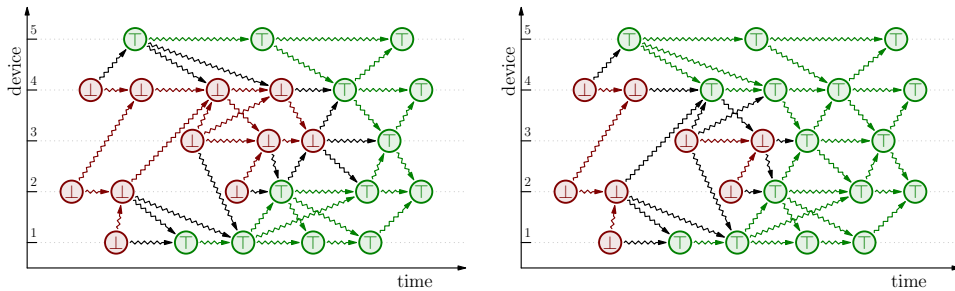 device
5 ⊤ ⊤ ⊤
4 ⊥ ⊥ ⊥ ⊥ ⊤ ⊤
3 ⊥ ⊥ ⊥ ⊤
2 ⊥ ⊥ ⊥ ⊤ ⊤ ⊤
1 ⊥ ⊤ ⊤ ⊤ ⊤
time
device
5 ⊤ ⊤ ⊤
4 ⊥ ⊥ ⊤ ⊤ ⊤ ⊤
3 ⊥ ⊥ ⊤ ⊤
2 ⊥ ⊥ ⊥ ⊤ ⊤ ⊤
1 ⊥ ⊤ ⊤ ⊤ ⊤
time